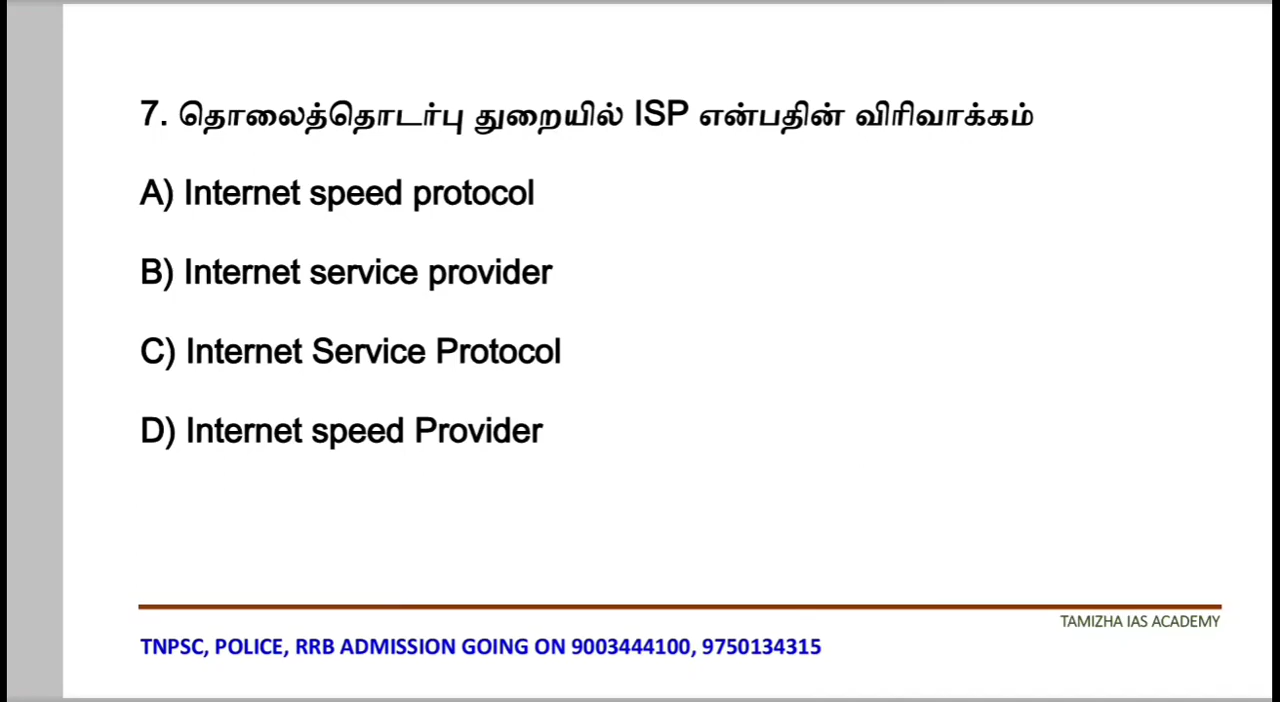 7. தொலைத்தொடர்பு துறையில் ISP என்பதின் விரிவாக்கம்
A) Internet speed protocol
B) Internet service provider
C) Internet Service Protocol
D) Internet speed Provider
TAMIZHA IAS ACADEMY
TNPSC, POLICE, RRB ADMISSION GOING ON 9003444100, 9750134315